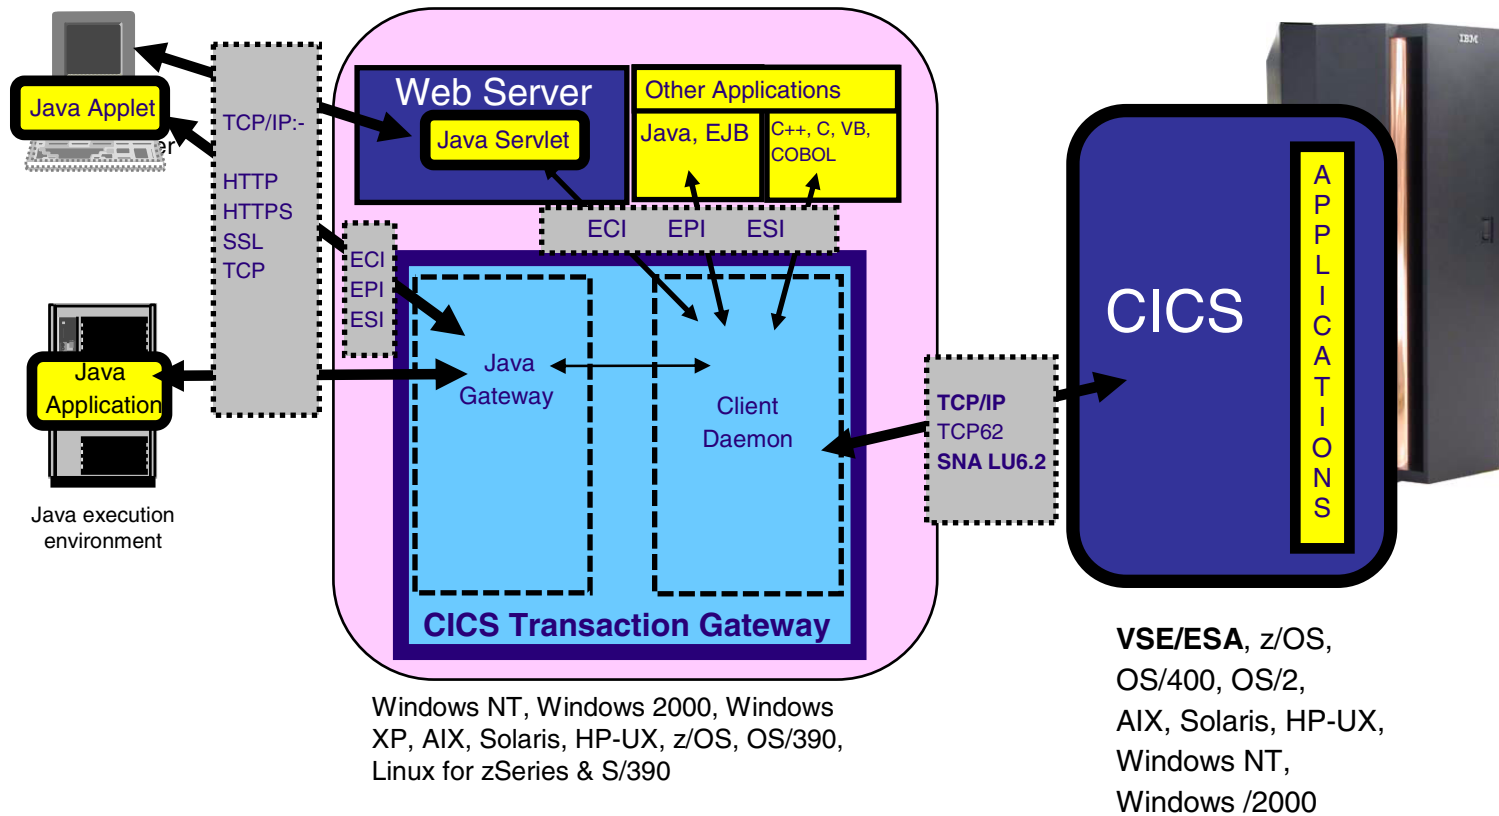 Java Applet
er
TCP/IP:-
HTTP
HTTPS
SSL
TCP
Java
Application
Java execution
environment
Web Server
Java Servlet
Other Applications
Java, EJB
C++, C, VB,
COBOL
ECI EPI ESI
ECI
EPI
ESI
Java
Gateway
Client
Daemon
CICS Transaction Gateway
Windows NT, Windows 2000, Windows
XP, AIX, Solaris, HP-UX, z/OS, OS/390,
Linux for zSeries & S/390
TCP/IP
TCP62
SNA LU6.2
CICS
APPLICATIONS
IBM
VSE/ESA, z/OS,
OS/400, OS/2,
AIX, Solaris, HP-UX,
Windows NT,
Windows /2000